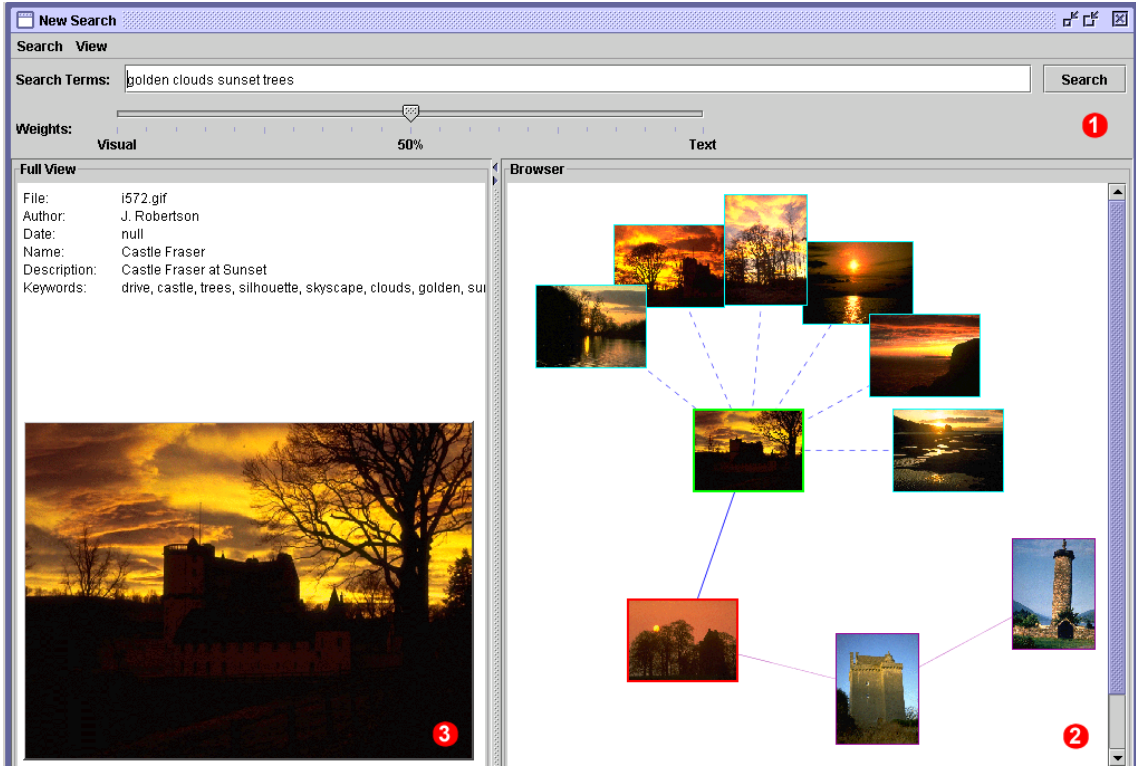 New Search
Search View
Search Terms: golden clouds sunset trees Search
Weights:
Visual 50% Text
1
Full View
File: i572.gif
Author: J. Robertson
Date: null
Name: Castle Fraser
Description: Castle Fraser at Sunset
Keywords: drive, castle, trees, silhouette, skyscape, clouds, golden, su
3
Browser
2